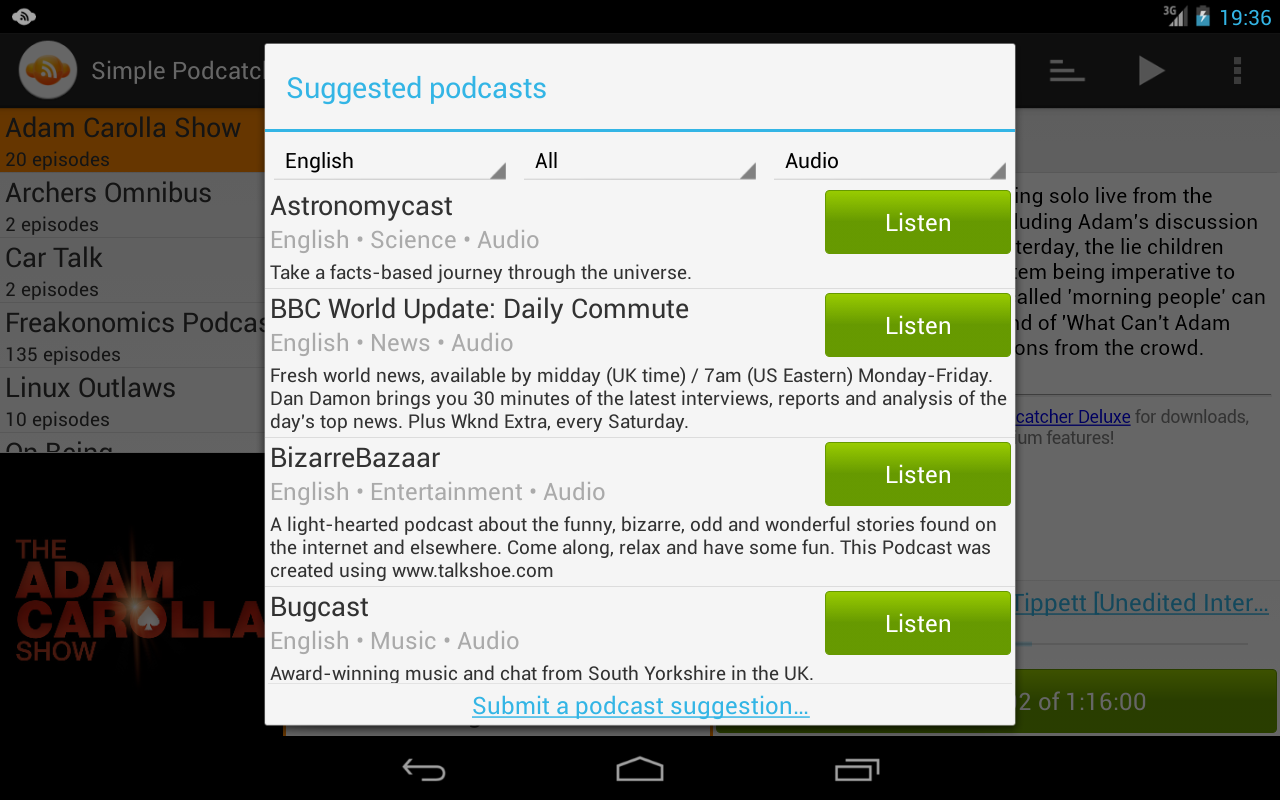 3G
19:36
Simple Podcatc
Suggested podcasts
English
All
Audio
Adam Carolla Show
20 episodes
Archers Omnibus
2 episodes
Car Talk
2 episodes
Freakonomics Podcas
135 episodes
Linux Outlaws
10 episodes
On Being
THE
ADAM
CAROLLA
SHOW
Astronomycast
English • Science • Audio
Listen
Take a facts-based journey through the universe.
BBC World Update: Daily Commute
English • News • Audio
Listen
Fresh world news, available by midday (UK time) / 7am (US Eastern) Monday-Friday.
Dan Damon brings you 30 minutes of the latest interviews, reports and analysis of the
day's top news. Plus Wknd Extra, every Saturday.
BizarreBazaar
English • Entertainment • Audio
Listen
A light-hearted podcast about the funny, bizarre, odd and wonderful stories found on
the internet and elsewhere. Come along, relax and have some fun. This Podcast was
created using www.talkshoe.com
Bugcast
English • Music • Audio
Listen
Award-winning music and chat from South Yorkshire in the UK.
Submit a podcast suggestion...
ing solo live from the
luding Adam's discussion
terday, the lie children
tem being imperative to
alled 'morning people' can
nd of 'What Can't Adam
ons from the crowd.
catcher Deluxe for downloads,
um features!
Tippett [Unedited Inter...
2 of 1:16:00